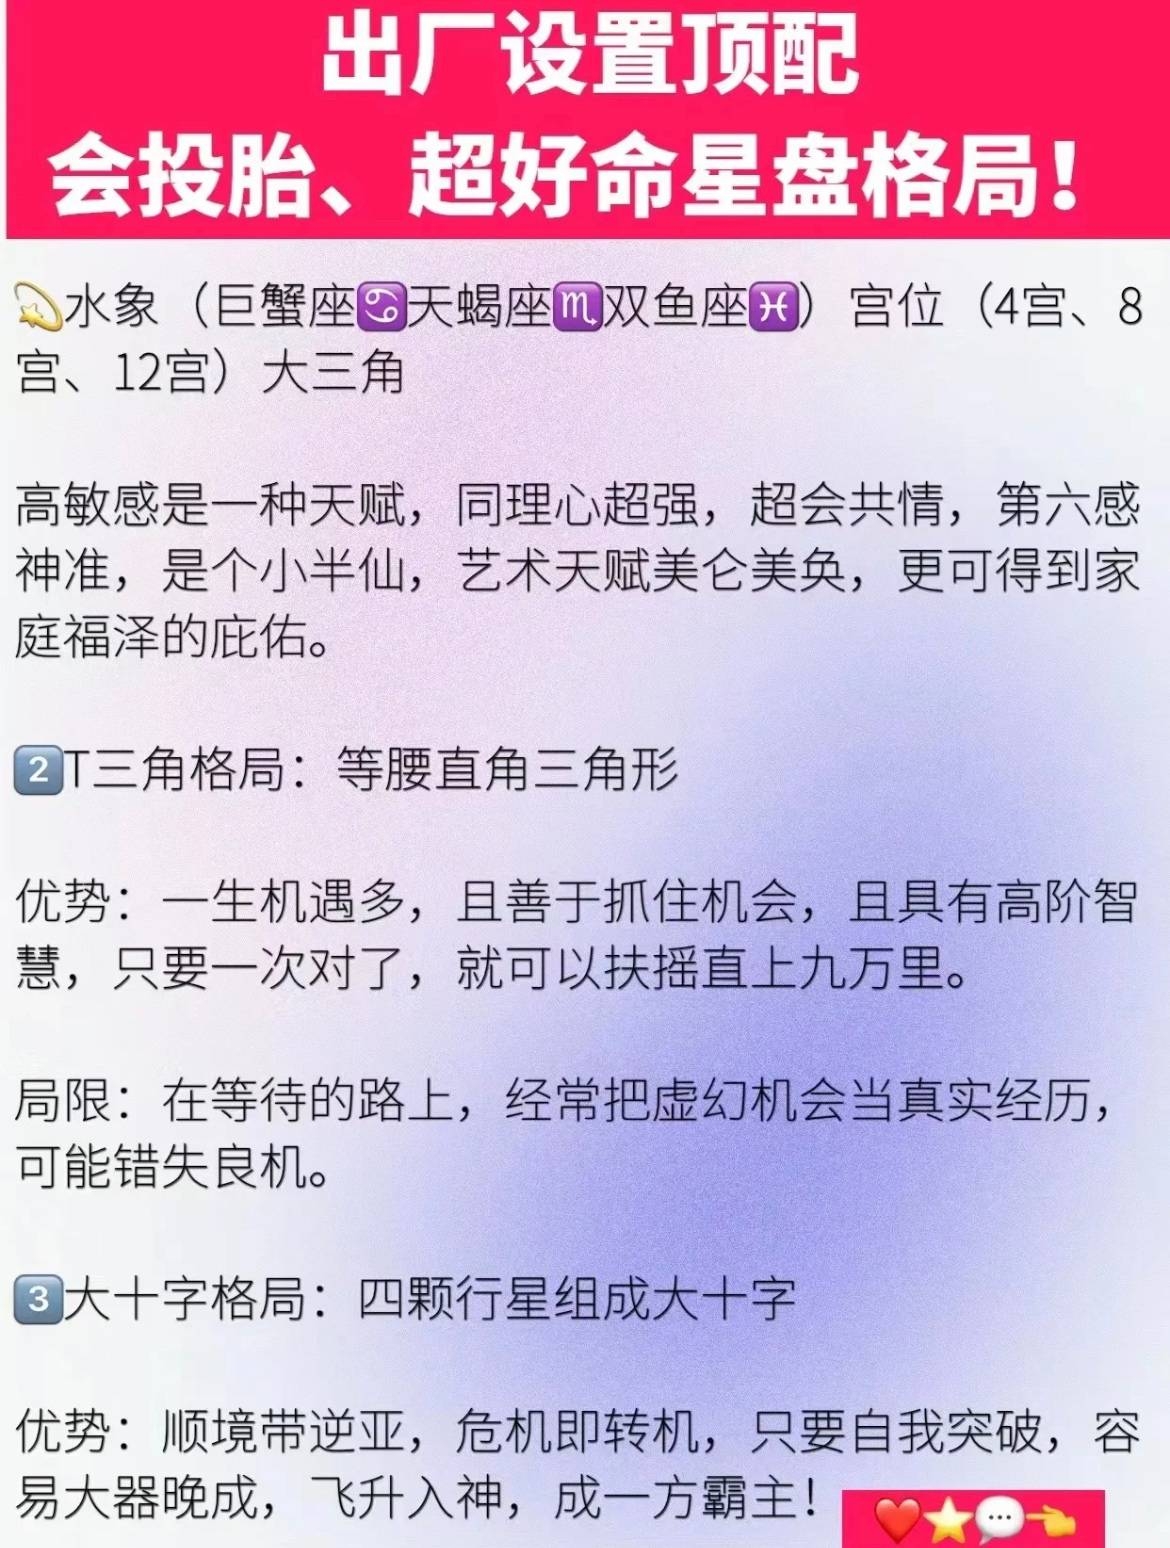 出厂设置顶配
会投胎、超好命星盘格局！
💫水象（巨蟹座♋天蝎座♏双鱼座♓）宫位（4宫、8
宫、12宫）大三角
高敏感是一种天赋，同理心超强，超会共情，第六感
神准，是个小半仙，艺术天赋美仑美奂，更可得到家
庭福泽的庇佑。
2️⃣T三角格局：等腰直角三角形
优势：一生机遇多，且善于抓住机会，且具有高阶智
慧，只要一次对了，就可以扶摇直上九万里。
局限：在等待的路上，经常把虚幻机会当真实经历，
可能错失良机。
3️⃣大十字格局：四颗行星组成大十字
优势：顺境带逆亚，危机即转机，只要自我突破，容
易大器晚成，飞升入神，成一方霸主！